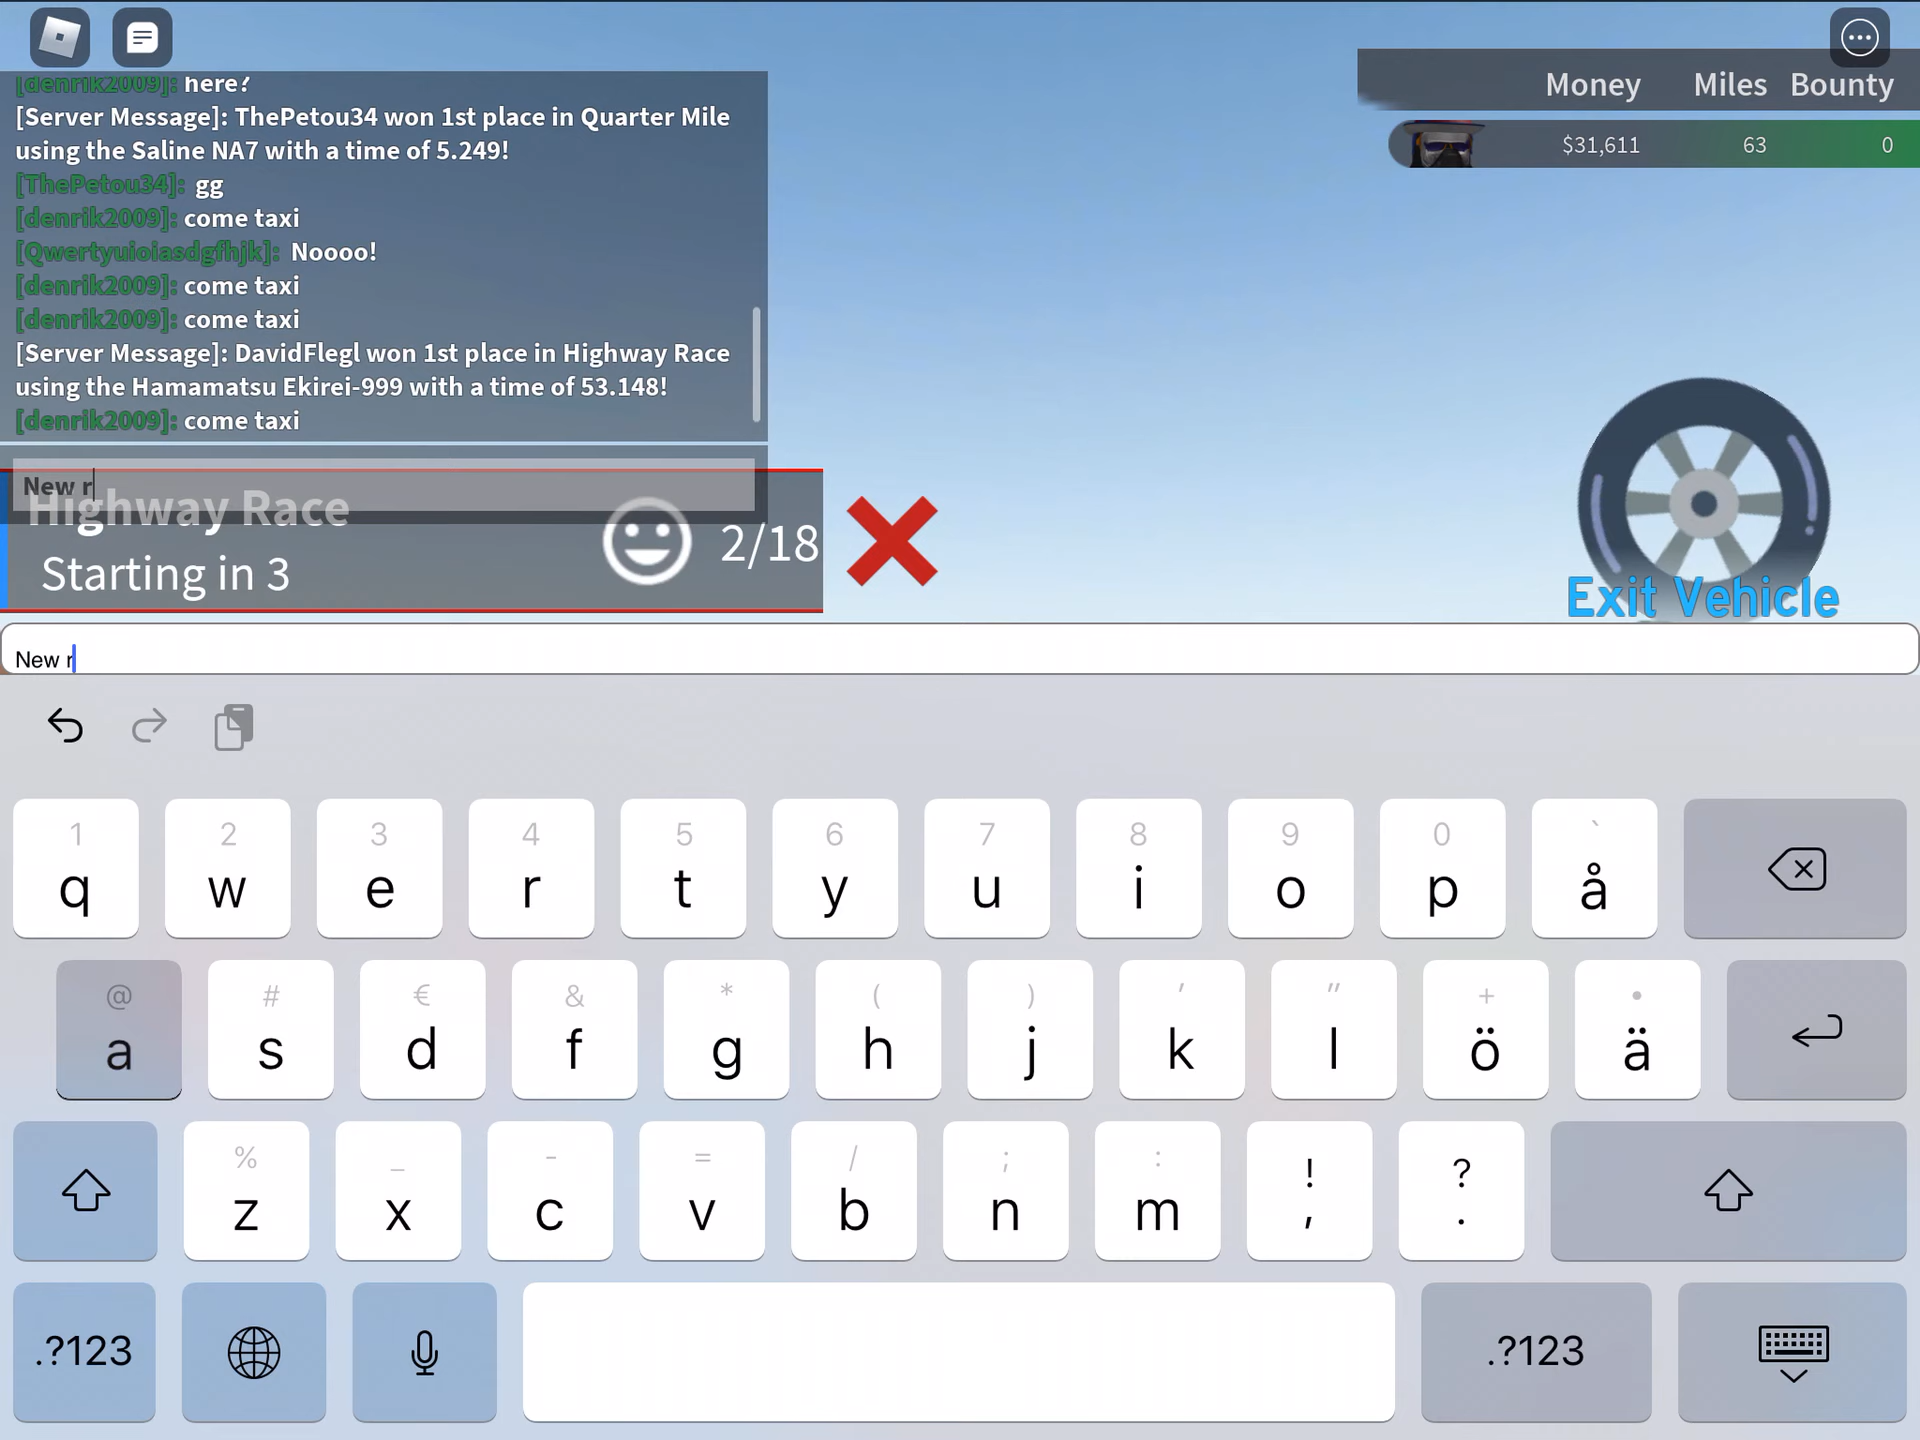 [denrik2009]: here?
[Server Message]: ThePetou34 won 1st place in Quarter Mile
using the Saline NA7 with a time of 5.249!
[ThePetou34]: gg
[denrik2009]: come taxi
[Qwertyuioiasdgfhjk]: Noooo!
[denrik2009]: come taxi
[denrik2009]: come taxi
[Server Message]: DavidFlegl won 1st place in Highway Race
using the Hamamatsu Ekirei-999 with a time of 53.148!
[denrik2009]: come taxi
Money Miles Bounty
$31,611 63 0
New r
Highway Race
Starting in 3
2/18
Exit Vehicle
New r
1 2 3 4 5 6 7 8 9 0 `
q w e r t y u i o p å
@ # € & * ( ) ' " + •
a s d f g h j k l ö ä
% _ - = / ; : ! ?
z x c v b n m , .
.?123 .?123